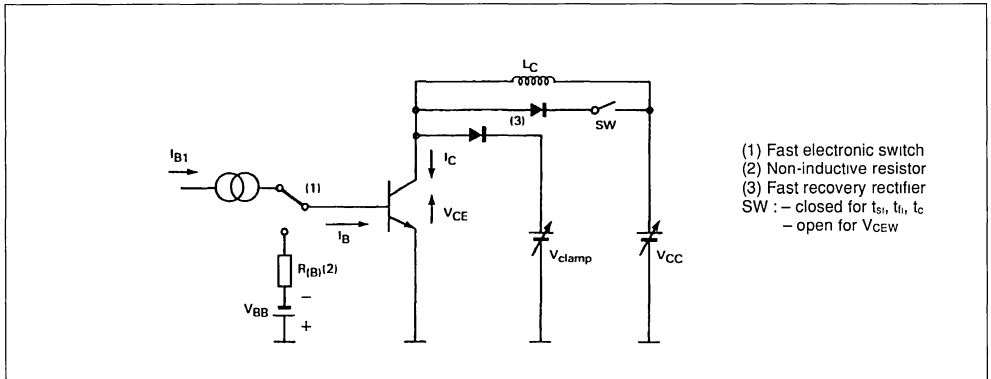 L_C
(3)
SW
I_B1
(1)
I_C
V_CE
I_B
R_(B) (2)
V_BB
−
+
V_clamp
V_CC
(1) Fast electronic switch
(2) Non-inductive resistor
(3) Fast recovery rectifier
SW : – closed for t_si, t_fi, t_c
– open for V_CEW